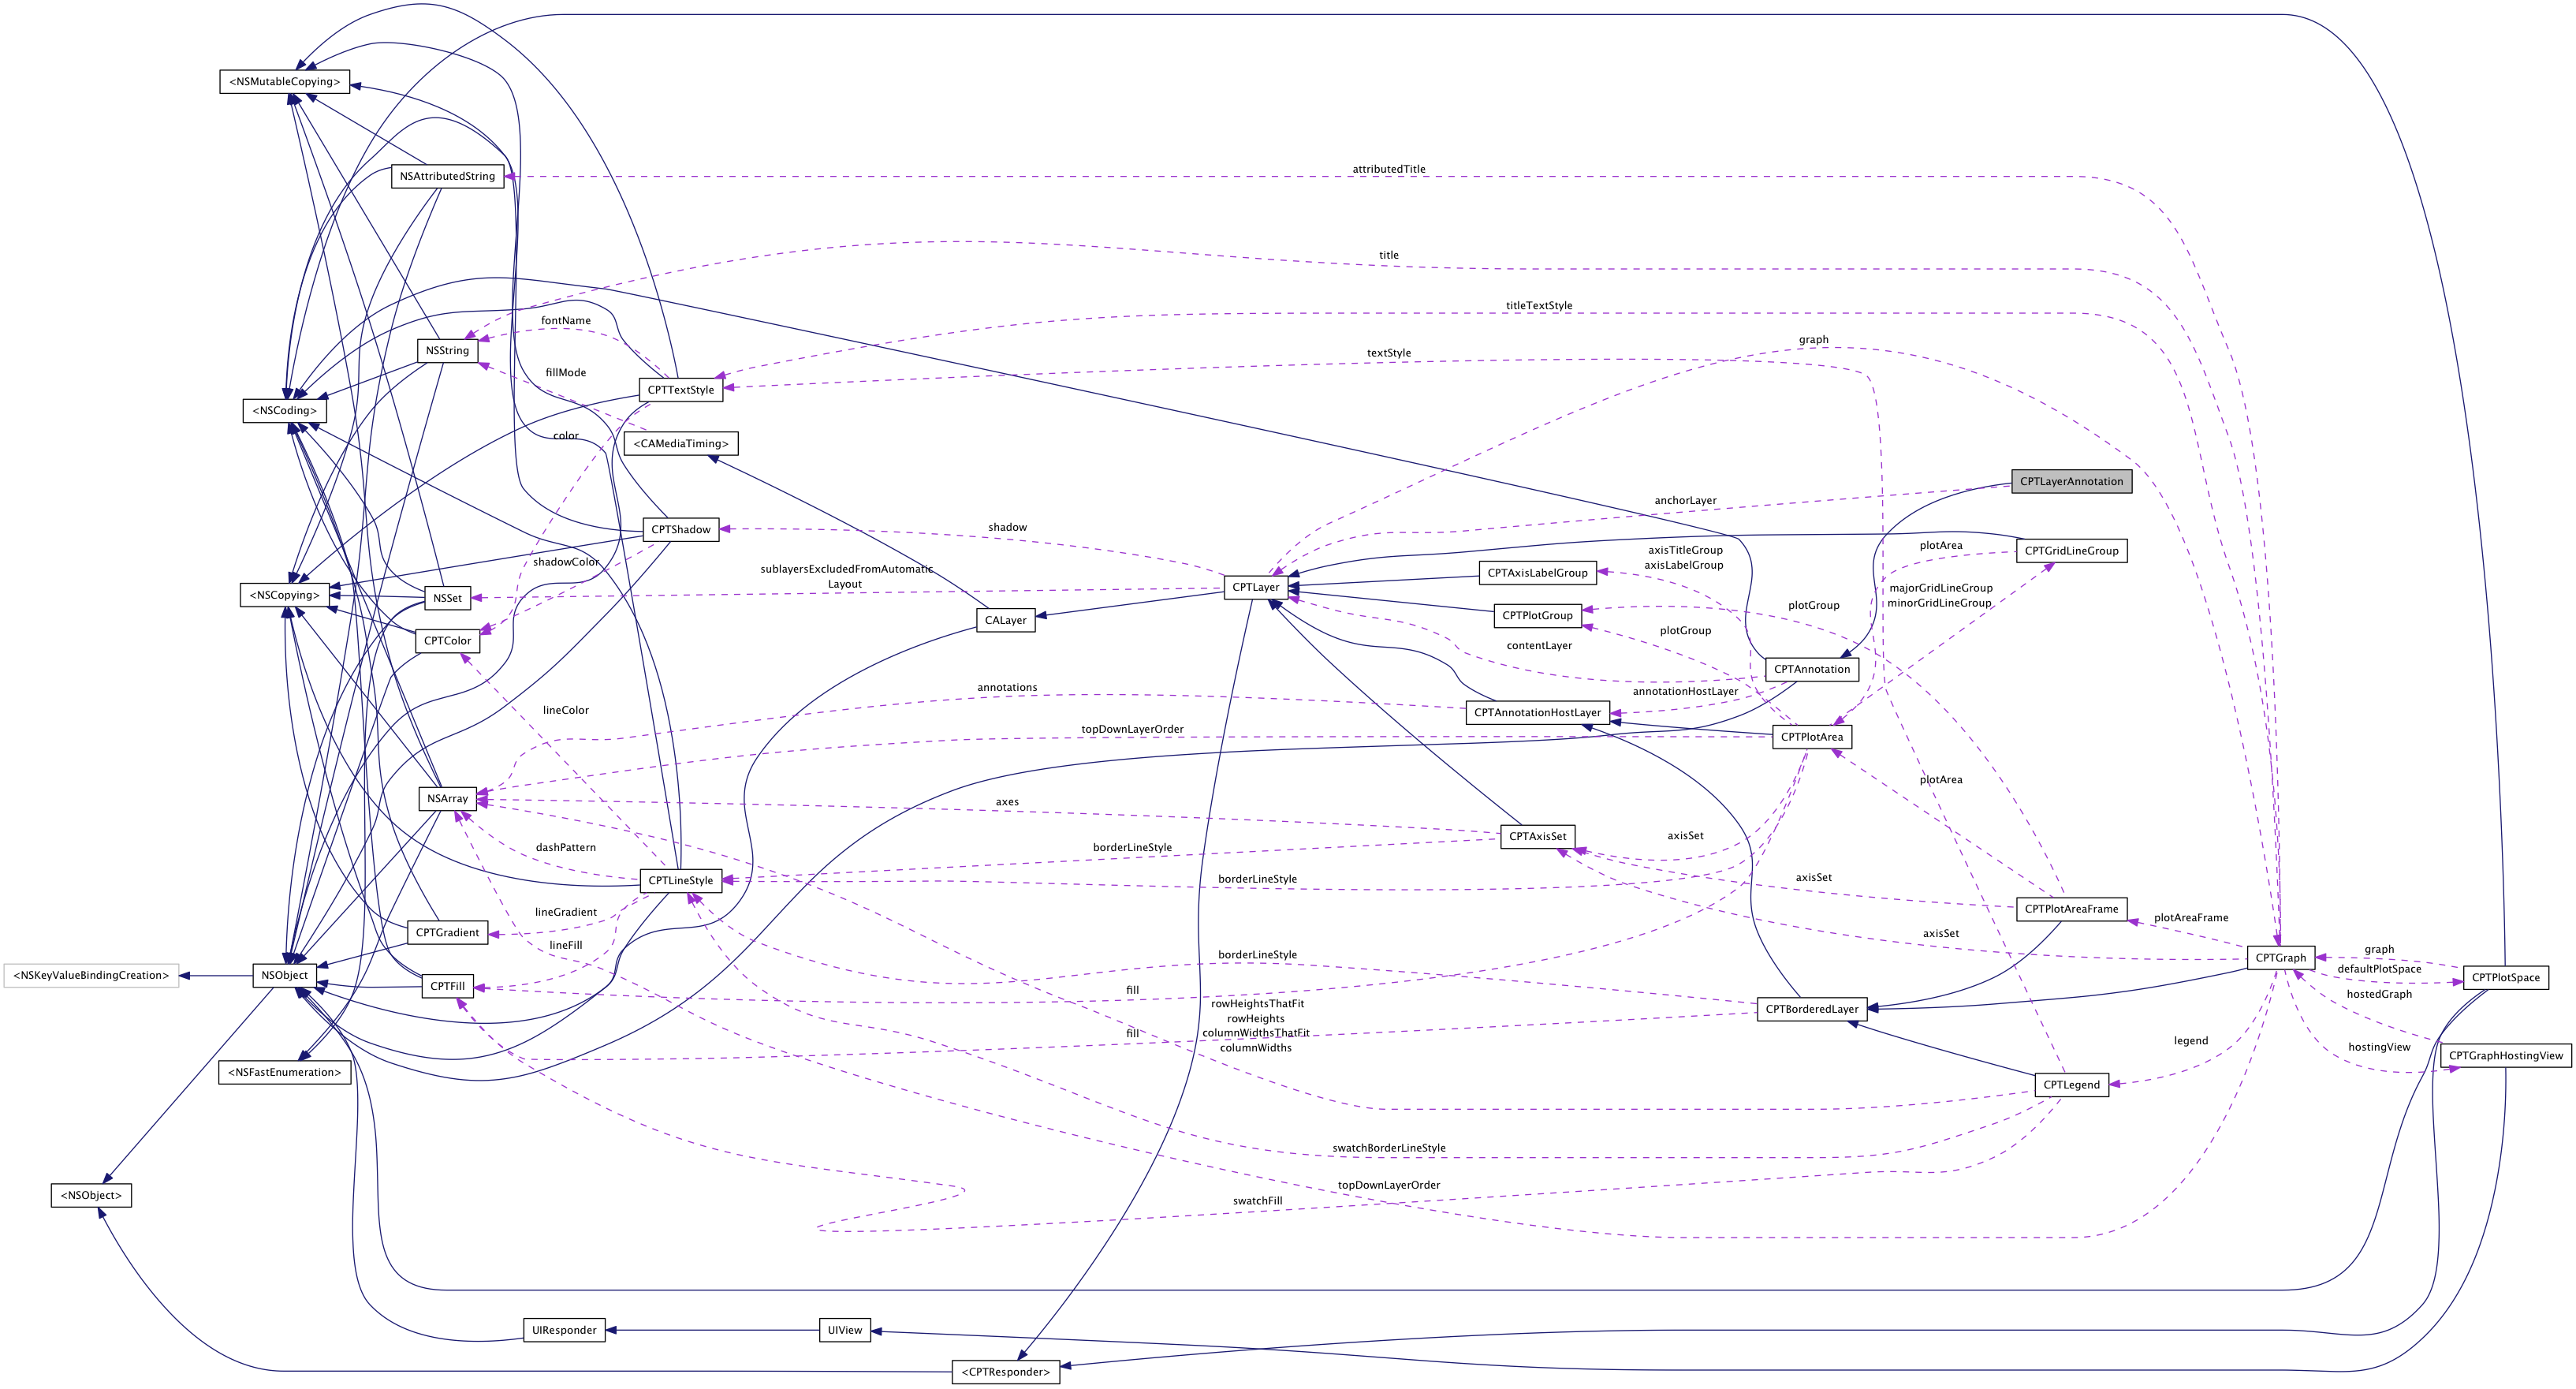 <NSMutableCopying>
NSAttributedString
attributedTitle
title
titleTextStyle
fontName
graph
NSString
textStyle
fillMode
CPTTextStyle
<NSCoding>
color
<CAMediaTiming>
CPTLayerAnnotation
anchorLayer
shadow
CPTShadow
plotArea
CPTGridLineGroup
axisTitleGroup
axisLabelGroup
shadowColor
sublayersExcludedFromAutomatic
Layout
CPTAxisLabelGroup
CPTLayer
majorGridLineGroup
minorGridLineGroup
<NSCopying>
NSSet
plotGroup
CPTPlotGroup
CALayer
plotGroup
CPTColor
contentLayer
CPTAnnotation
annotations
annotationHostLayer
lineColor
CPTAnnotationHostLayer
topDownLayerOrder
CPTPlotArea
plotArea
NSArray
axes
CPTAxisSet
axisSet
dashPattern
borderLineStyle
CPTLineStyle
borderLineStyle
axisSet
CPTPlotAreaFrame
lineGradient
plotAreaFrame
CPTGradient
axisSet
lineFill
graph
borderLineStyle
CPTGraph
defaultPlotSpace
<NSKeyValueBindingCreation>
NSObject
CPTPlotSpace
CPTFill
fill
hostedGraph
rowHeightsThatFit
rowHeights
columnWidthsThatFit
columnWidths
CPTBorderedLayer
fill
legend
hostingView
CPTGraphHostingView
<NSFastEnumeration>
CPTLegend
swatchBorderLineStyle
topDownLayerOrder
<NSObject>
swatchFill
UIResponder
UIView
<CPTResponder>